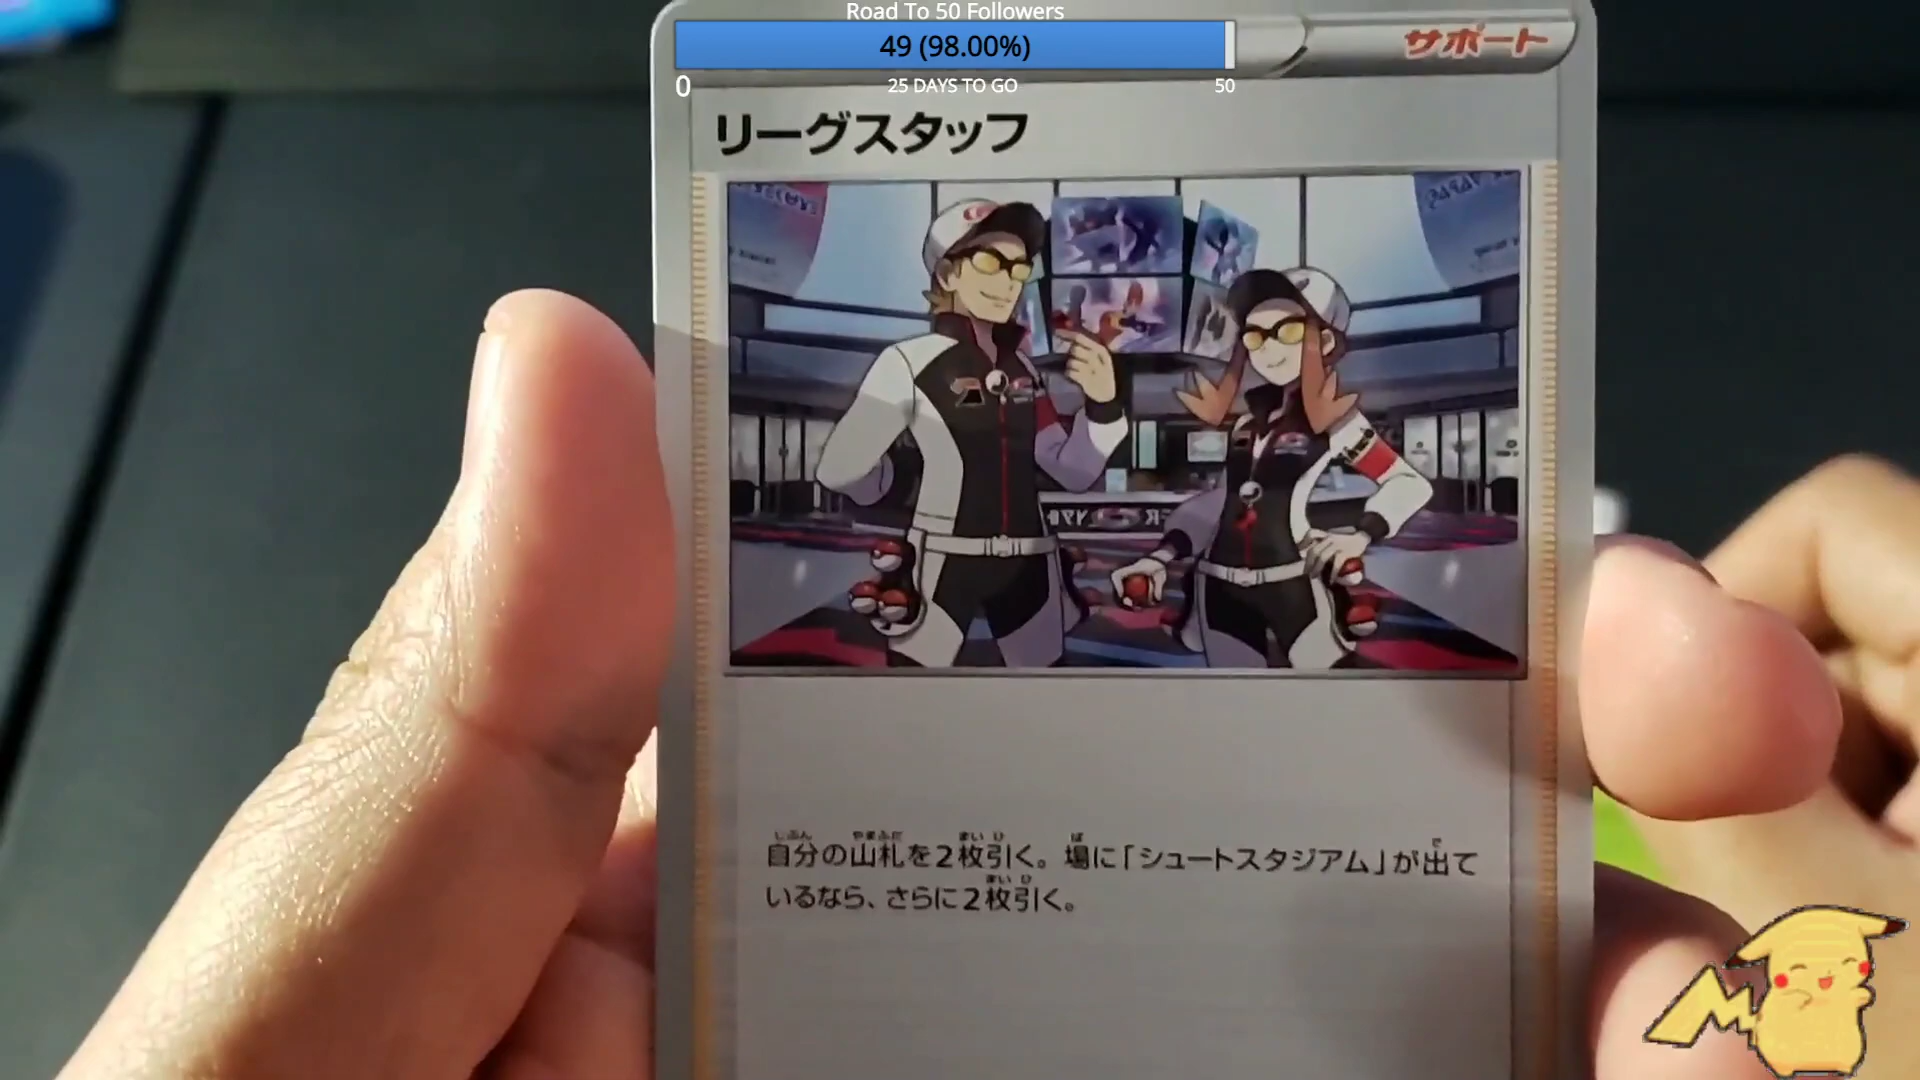 Road To 50 Followers
49 (98.00%)
0
25 DAYS TO GO
50
サポート
リーグスタッフ
自分の山札を2枚引く。場に「シュートスタジアム」が出て
いるなら、さらに2枚引く。